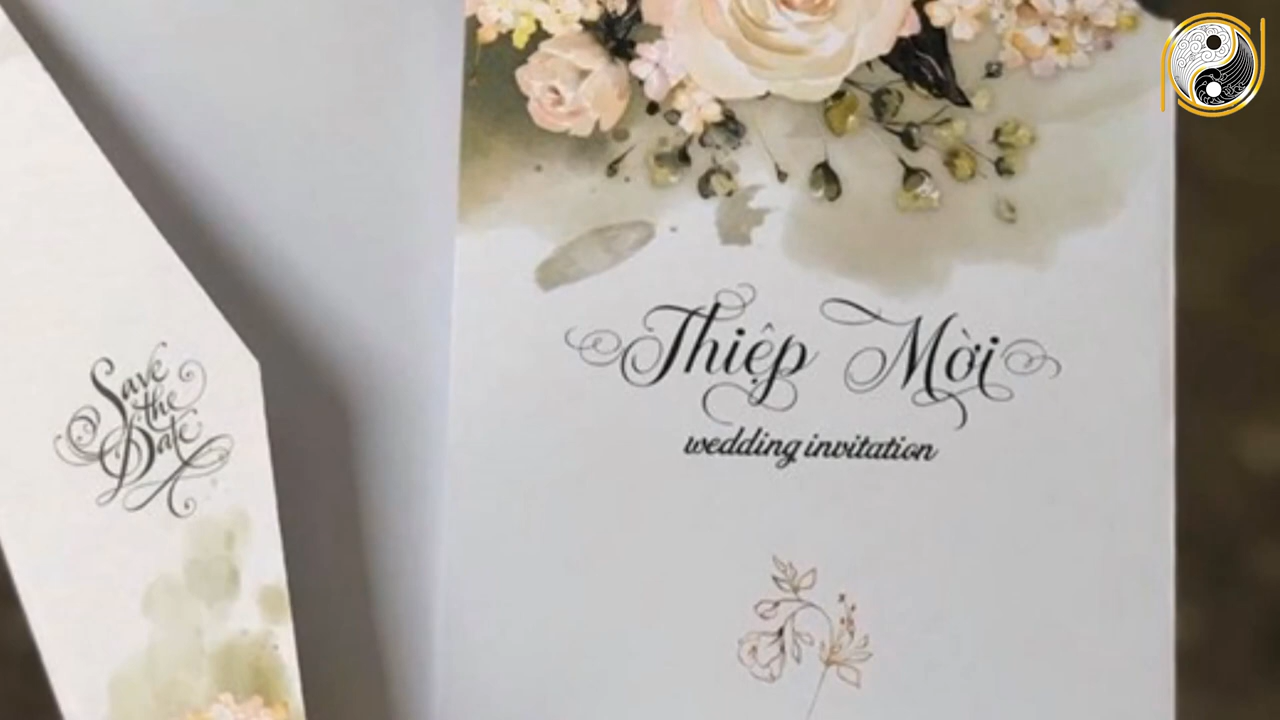 Save
the
Date
Thiệp Mời
wedding invitation